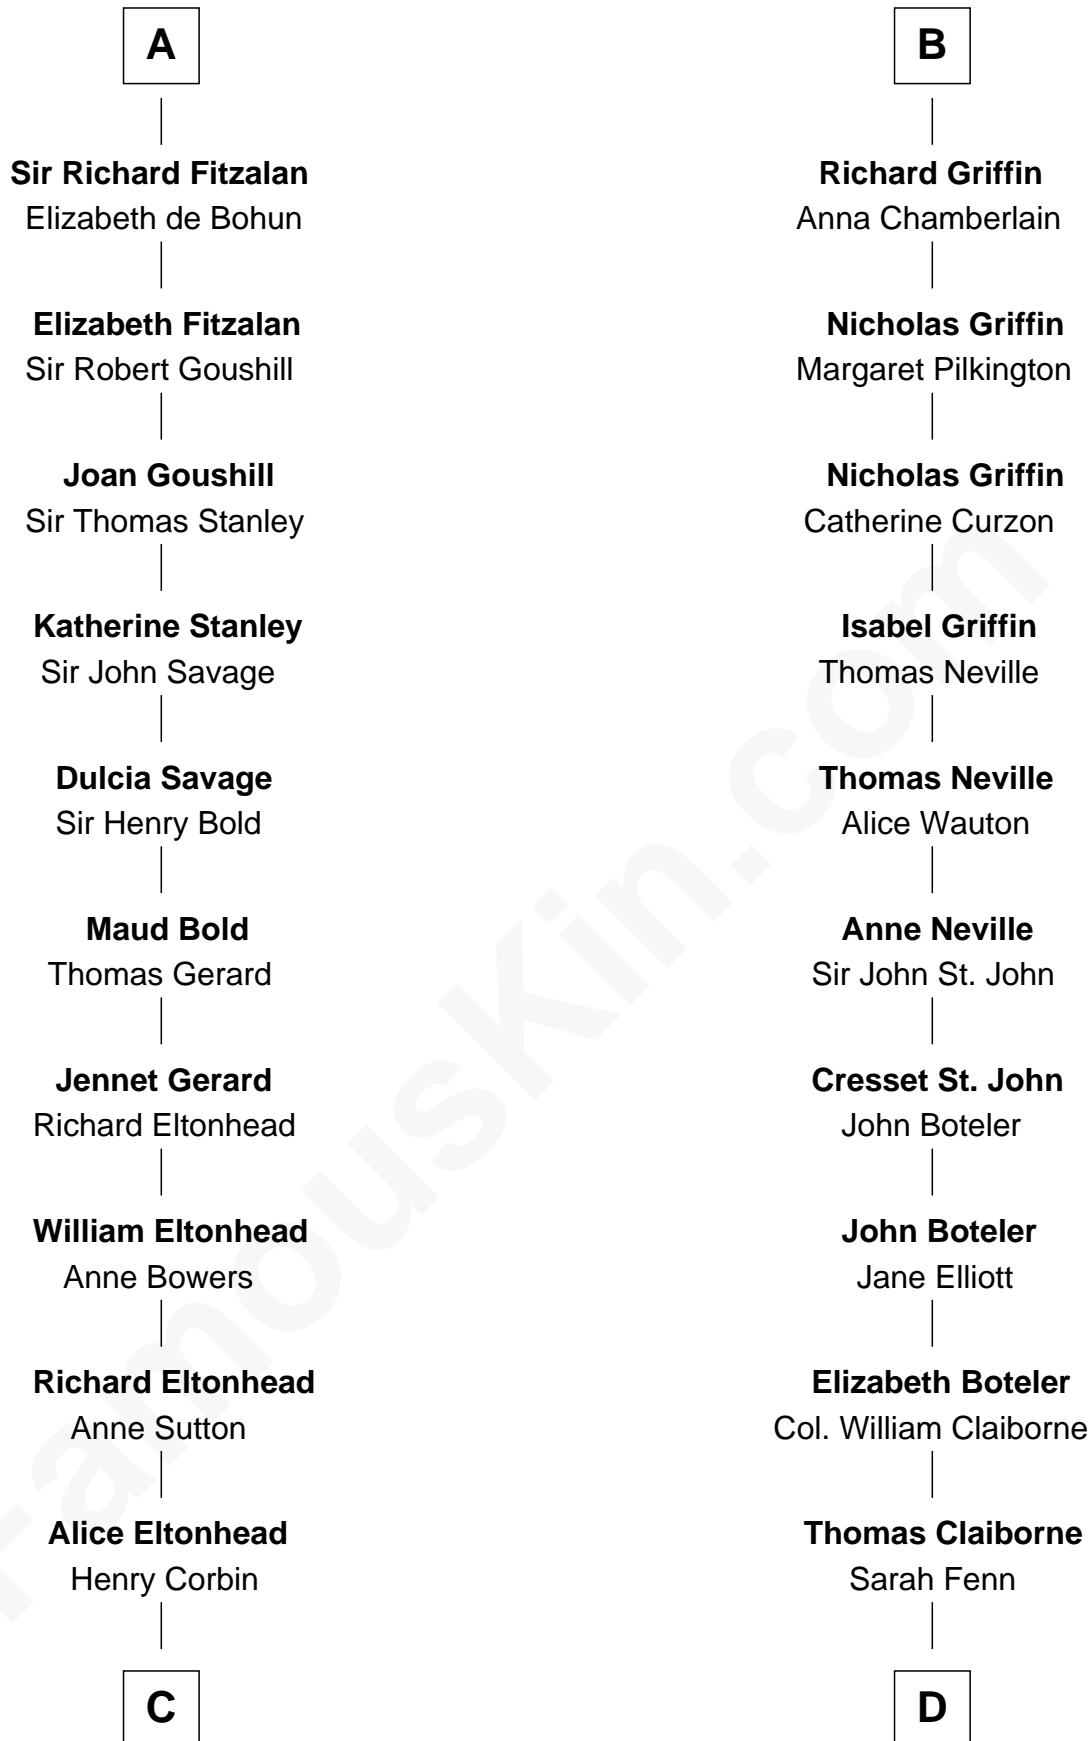 A
Sir Richard Fitzalan
Elizabeth de Bohun
Elizabeth Fitzalan
Sir Robert Goushill
Joan Goushill
Sir Thomas Stanley
Katherine Stanley
Sir John Savage
Dulcia Savage
Sir Henry Bold
Maud Bold
Thomas Gerard
Jennet Gerard
Richard Eltonhead
William Eltonhead
Anne Bowers
Richard Eltonhead
Anne Sutton
Alice Eltonhead
Henry Corbin
C
B
Richard Griffin
Anna Chamberlain
Nicholas Griffin
Margaret Pilkington
Nicholas Griffin
Catherine Curzon
Isabel Griffin
Thomas Neville
Thomas Neville
Alice Wauton
Anne Neville
Sir John St. John
Cresset St. John
John Boteler
John Boteler
Jane Elliott
Elizabeth Boteler
Col. William Claiborne
Thomas Claiborne
Sarah Fenn
D
FamousKin.com